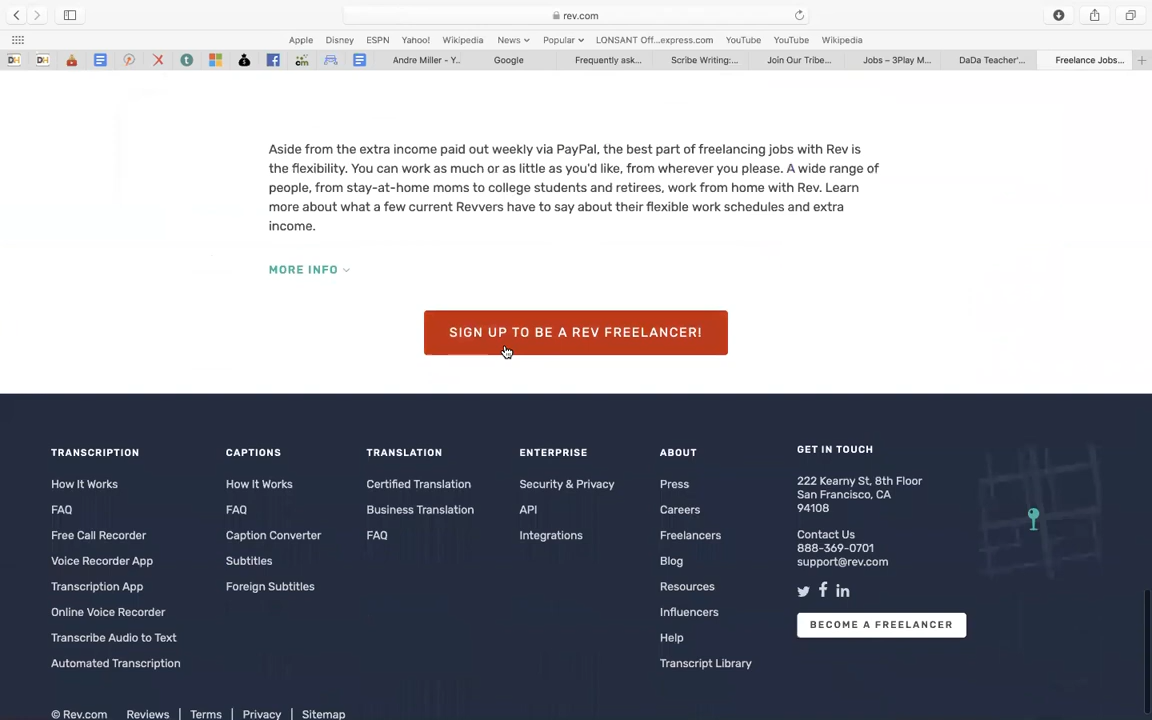 rev.com
Apple Disney ESPN Yahoo! Wikipedia News Popular LONSANT Off...express.com YouTube YouTube Wikipedia
DH DH cm Andre Miller - Y... Google Frequently ask... Scribe Writing:... Join Our Tribe... Jobs – 3Play M... DaDa Teacher'... Freelance Jobs...
Aside from the extra income paid out weekly via PayPal, the best part of freelancing jobs with Rev is
the flexibility. You can work as much or as little as you'd like, from wherever you please. A wide range of
people, from stay-at-home moms to college students and retirees, work from home with Rev. Learn
more about what a few current Revvers have to say about their flexible work schedules and extra
income.
MORE INFO
SIGN UP TO BE A REV FREELANCER!
TRANSCRIPTION
How It Works
FAQ
Free Call Recorder
Voice Recorder App
Transcription App
Online Voice Recorder
Transcribe Audio to Text
Automated Transcription
CAPTIONS
How It Works
FAQ
Caption Converter
Subtitles
Foreign Subtitles
TRANSLATION
Certified Translation
Business Translation
FAQ
ENTERPRISE
Security & Privacy
API
Integrations
ABOUT
Press
Careers
Freelancers
Blog
Resources
Influencers
Help
Transcript Library
GET IN TOUCH
222 Kearny St, 8th Floor
San Francisco, CA
94108
Contact Us
888-369-0701
support@rev.com
BECOME A FREELANCER
© Rev.com Reviews | Terms | Privacy | Sitemap